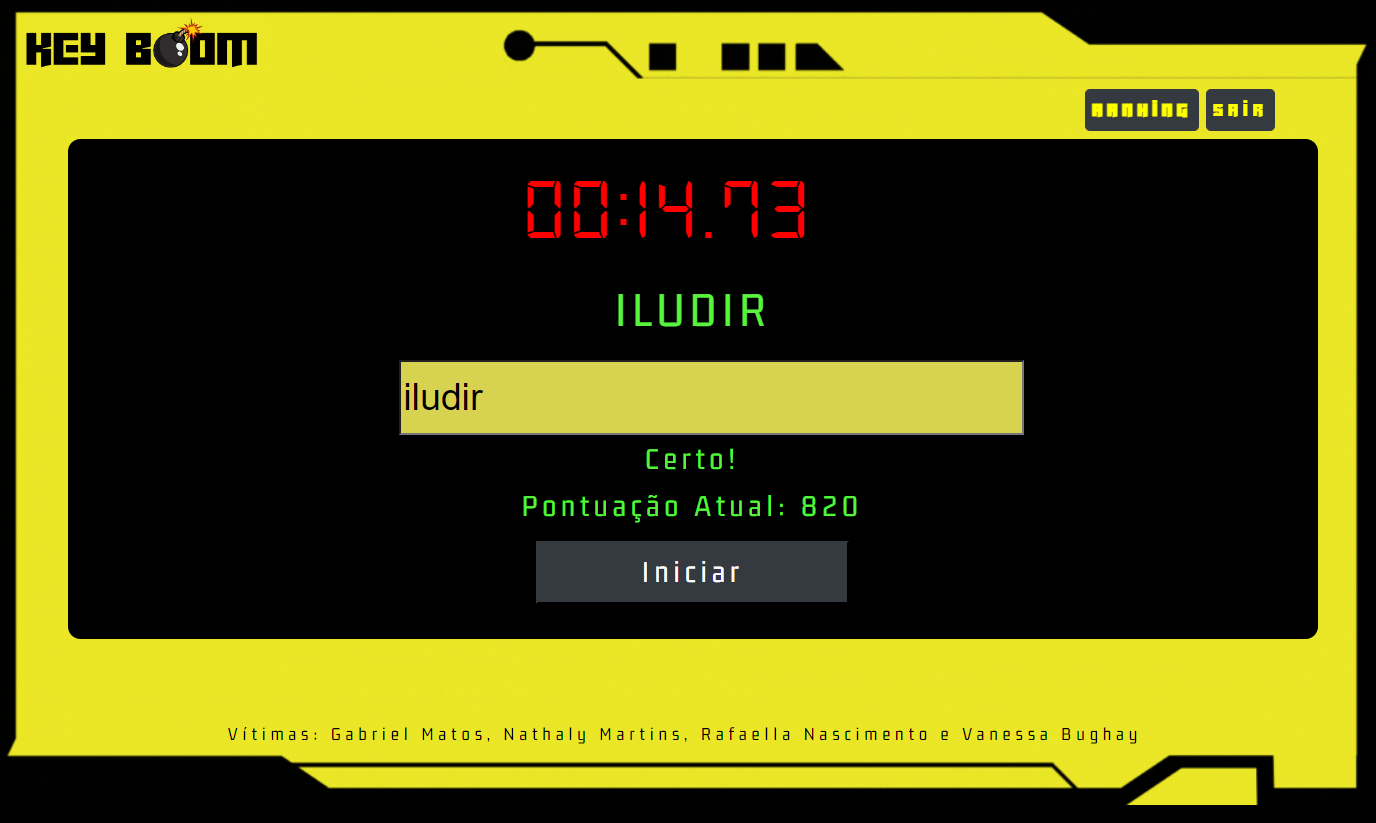 KEY BOOM
RANKING SAIR
00:14.73
ILUDIR
iludir
Certo!
Pontuação Atual: 820
Iniciar
Vítimas: Gabriel Matos, Nathaly Martins, Rafaella Nascimento e Vanessa Bughay